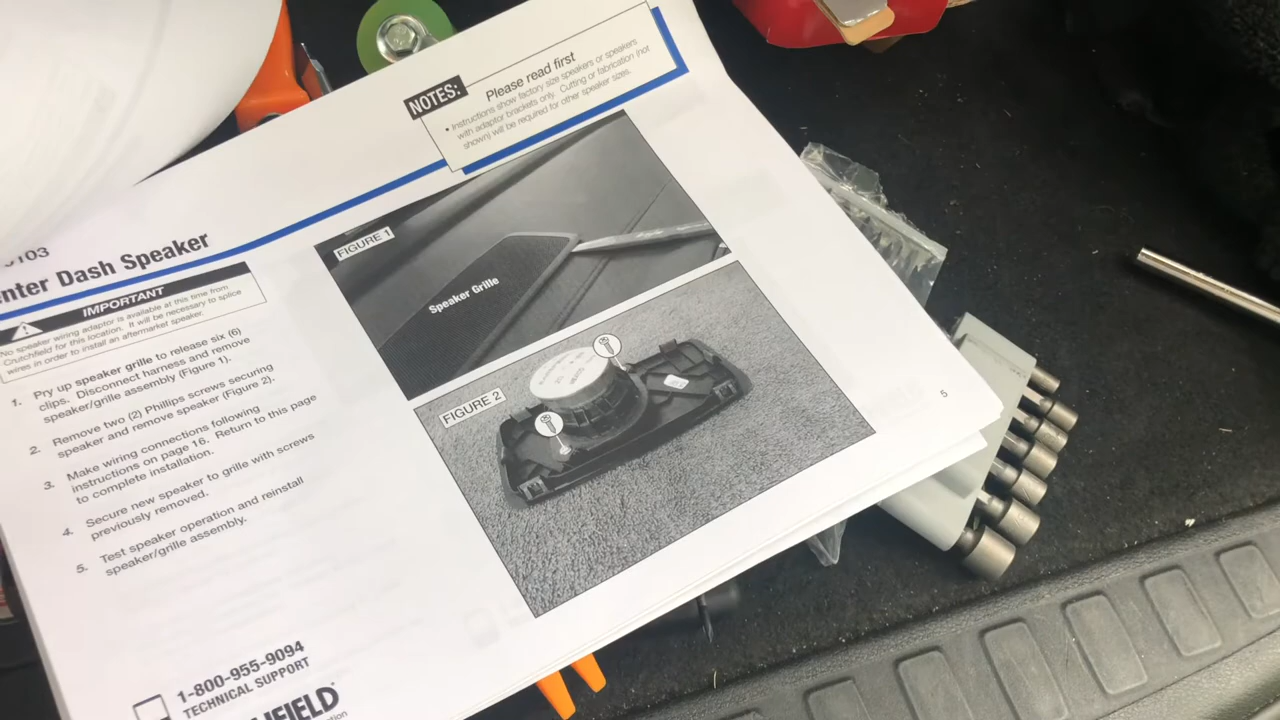 NOTES:
Please read first
• Instructions show factory size speakers or speakers
with adaptor brackets only. Cutting or fabrication (not
shown) will be required for other speaker sizes.
103
nter Dash Speaker
IMPORTANT
No speaker wiring adaptor is available at this time from
Crutchfield for this location. It will be necessary to splice
wires in order to install an aftermarket speaker.
1. Pry up speaker grille to release six (6)
clips. Disconnect harness and remove
speaker/grille assembly (Figure 1).
2. Remove two (2) Phillips screws securing
speaker and remove speaker (Figure 2).
3. Make wiring connections following
instructions on page 16. Return to this page
to complete installation.
4. Secure new speaker to grille with screws
previously removed.
5. Test speaker operation and reinstall
speaker/grille assembly.
FIGURE 1
Speaker Grille
FIGURE 2
5
1-800-955-9094
TECHNICAL SUPPORT
HFIELD